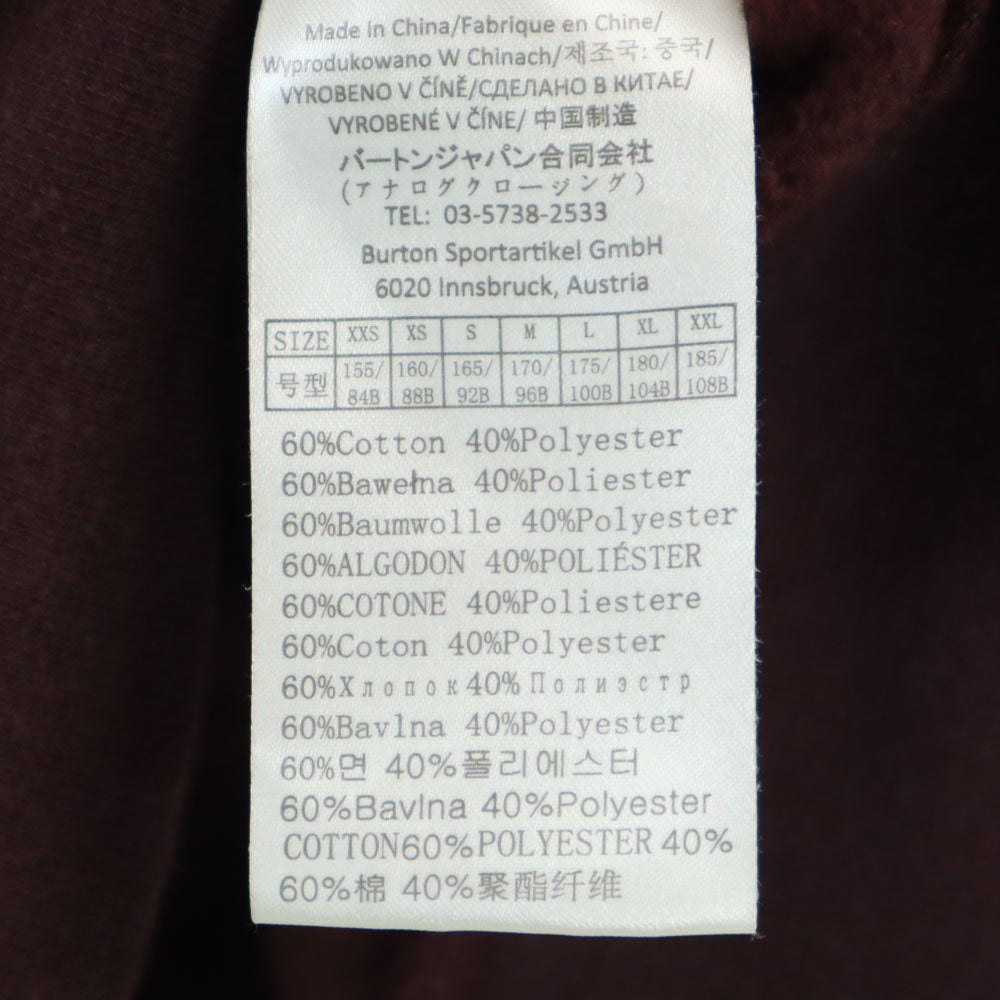 Made In China/Fabrique en Chine/
Wyprodukowano W Chinach/제조국: 중국/
VYROBENO V ČÍNĚ/СДЕЛАНО В КИТАЕ/
VYROBENÉ V ČÍNE/ 中国制造
バートンジャパン合同会社
(アナログクロージング)
TEL: 03-5738-2533
Burton Sportartikel GmbH
6020 Innsbruck, Austria
SIZE XXS XS S M L XL XXL
号型 155/84B 160/88B 165/92B 170/96B 175/100B 180/104B 185/108B
60%Cotton 40%Polyester
60%Bawełna 40%Poliester
60%Baumwolle 40%Polyester
60%ALGODON 40%POLIÉSTER
60%COTONE 40%Poliestere
60%Coton 40%Polyester
60%Хлопок40%Полиэстр
60%Bavlna 40%Polyester
60%면 40%폴리에스터
60%Bavlna 40%Polyester
COTTON60%POLYESTER 40%
60%棉 40%聚酯纤维